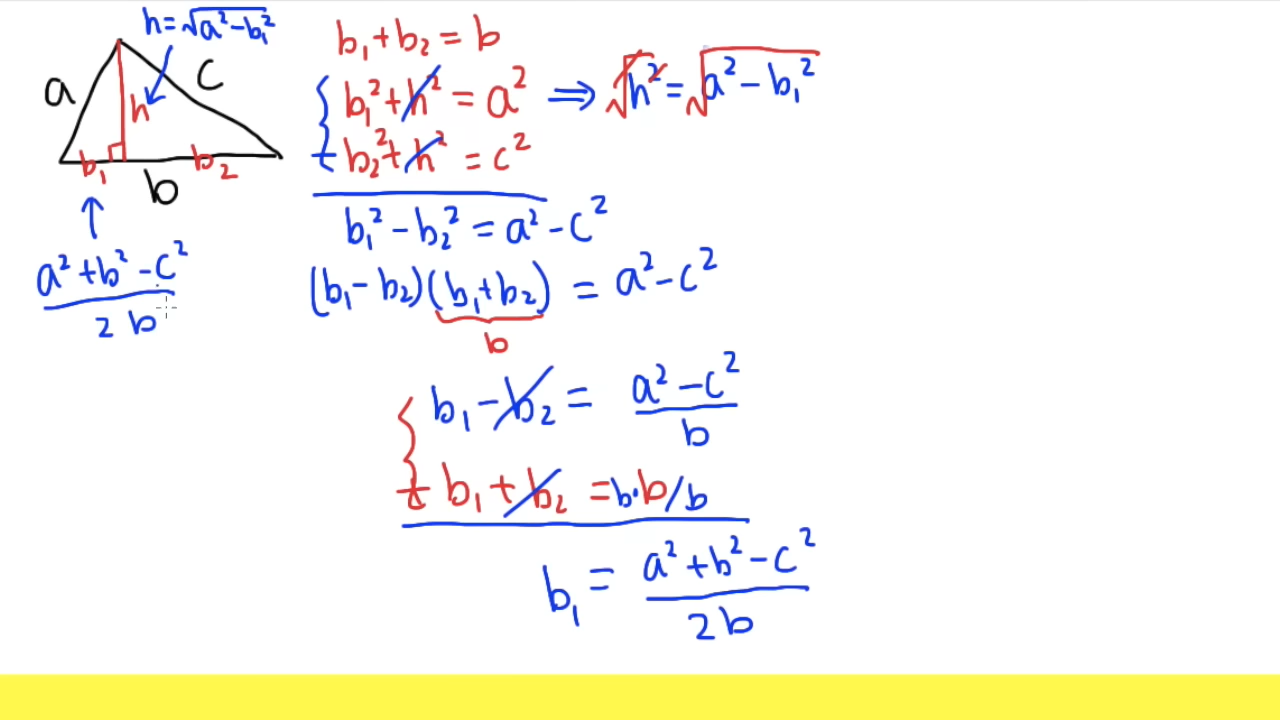 h = √(a² − b₁²)
a
c
h
b₁
b₂
b
a² + b² − c²
2b
b₁ + b₂ = b
b₁² + h² = a² ⇒ √h² = √(a² − b₁²)
b₂² + h² = c²
b₁² − b₂² = a² − c²
(b₁ − b₂)(b₁ + b₂) = a² − c²
b
b₁ − b₂ = a² − c²
b
+ b₁ + b₂ = b · b / b
b₁ = a² + b² − c²
2b